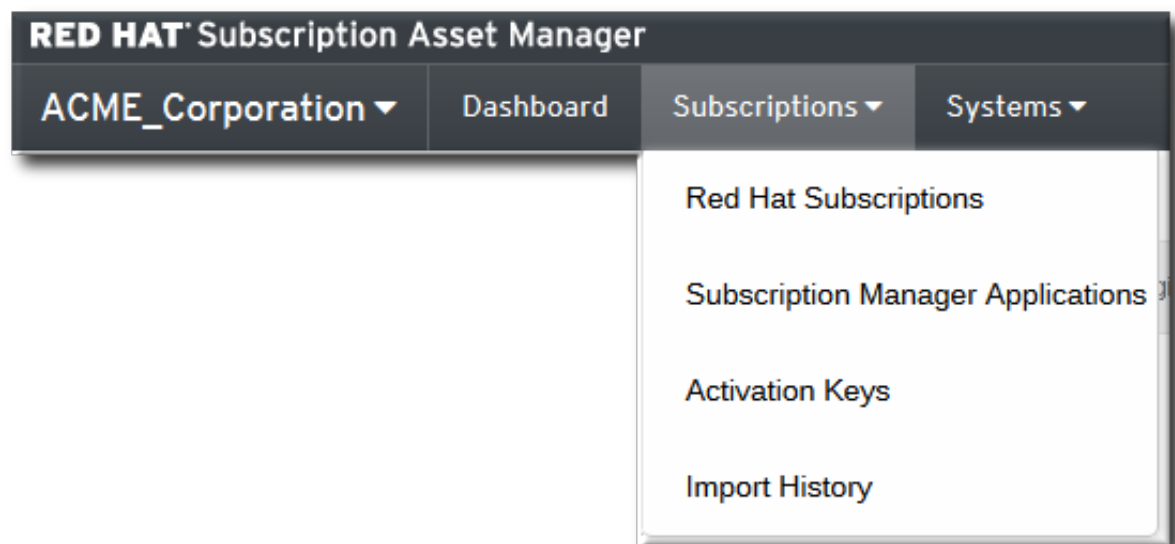 RED HAT Subscription Asset Manager
ACME_Corporation Dashboard Subscriptions Systems
Red Hat Subscriptions
Subscription Manager Applications
Activation Keys
Import History